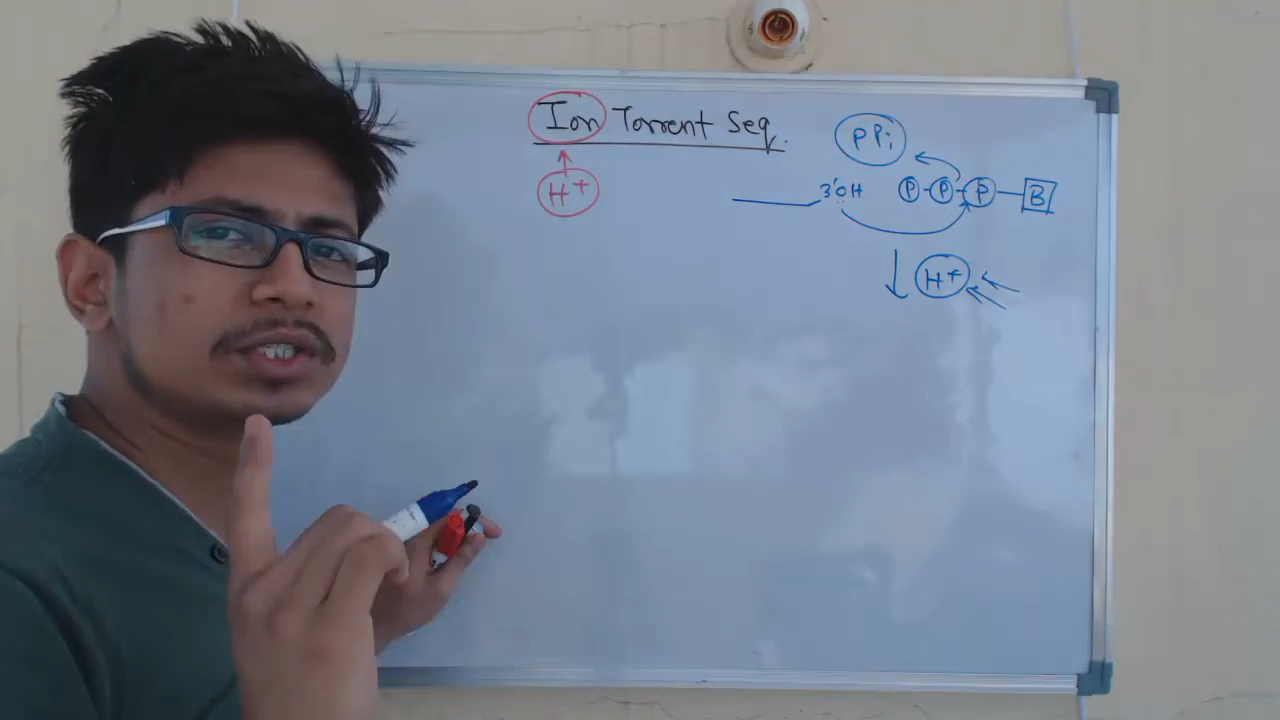 Ion Torrent Seq.
PPi
H+
3'OH P-P-P-B
H+